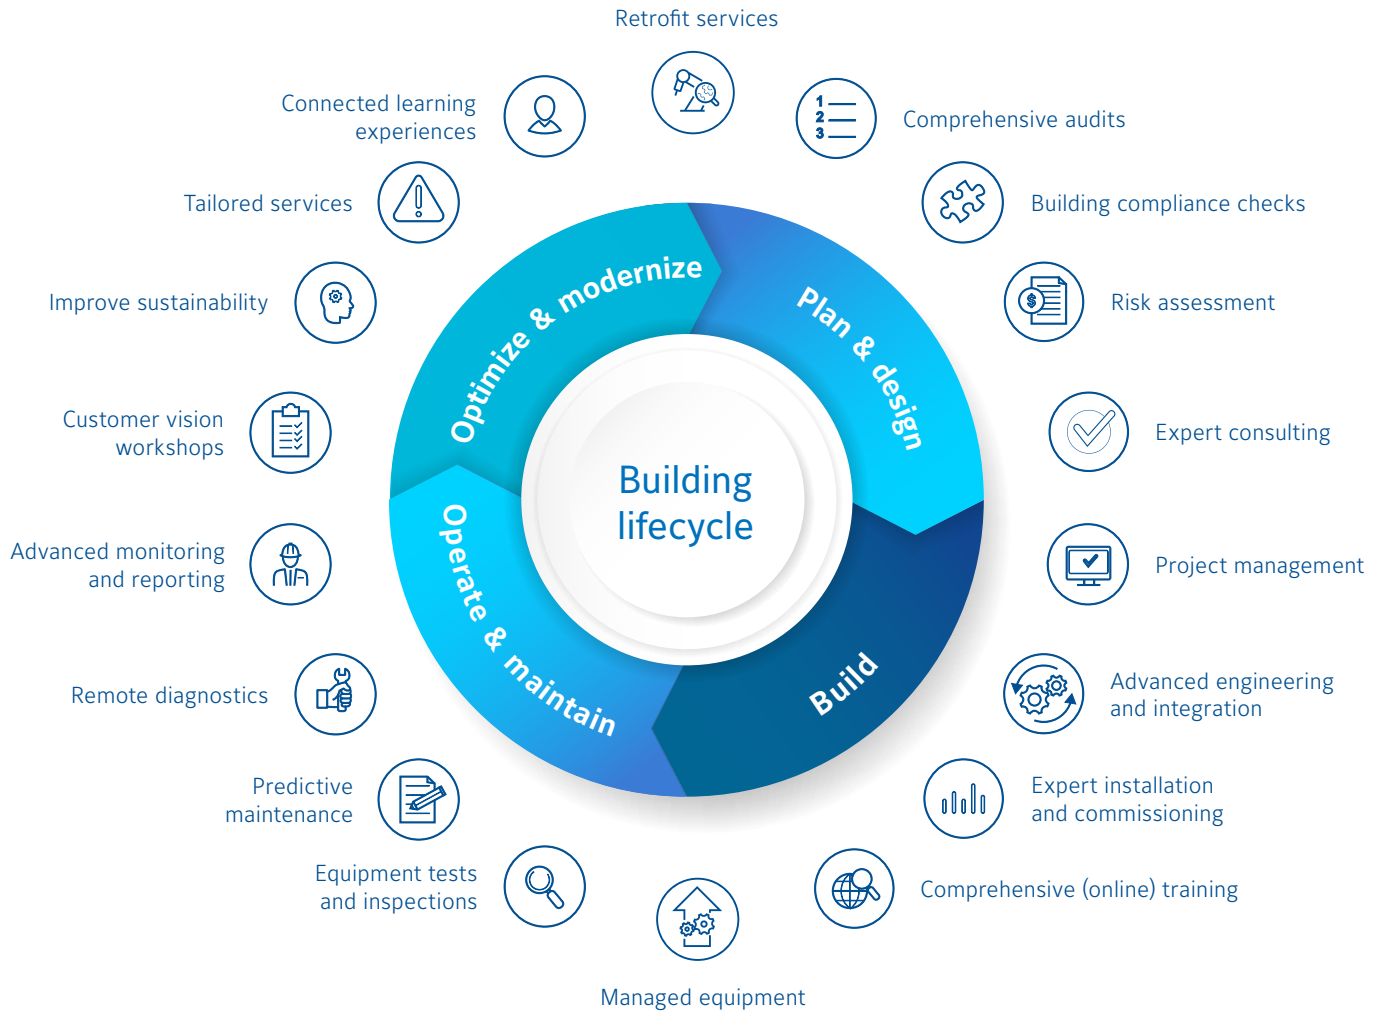 Retrofit services
Connected learning
experiences
1
2
3
Comprehensive audits
Tailored services
Building compliance checks
Improve sustainability
$
Risk assessment
Optimize & modernize
Plan & design
Customer vision
workshops
Expert consulting
Building
lifecycle
Advanced monitoring
and reporting
Project management
Operate & maintain
Build
Remote diagnostics
Advanced engineering
and integration
Predictive
maintenance
Expert installation
and commissioning
Equipment tests
and inspections
Comprehensive (online) training
Managed equipment